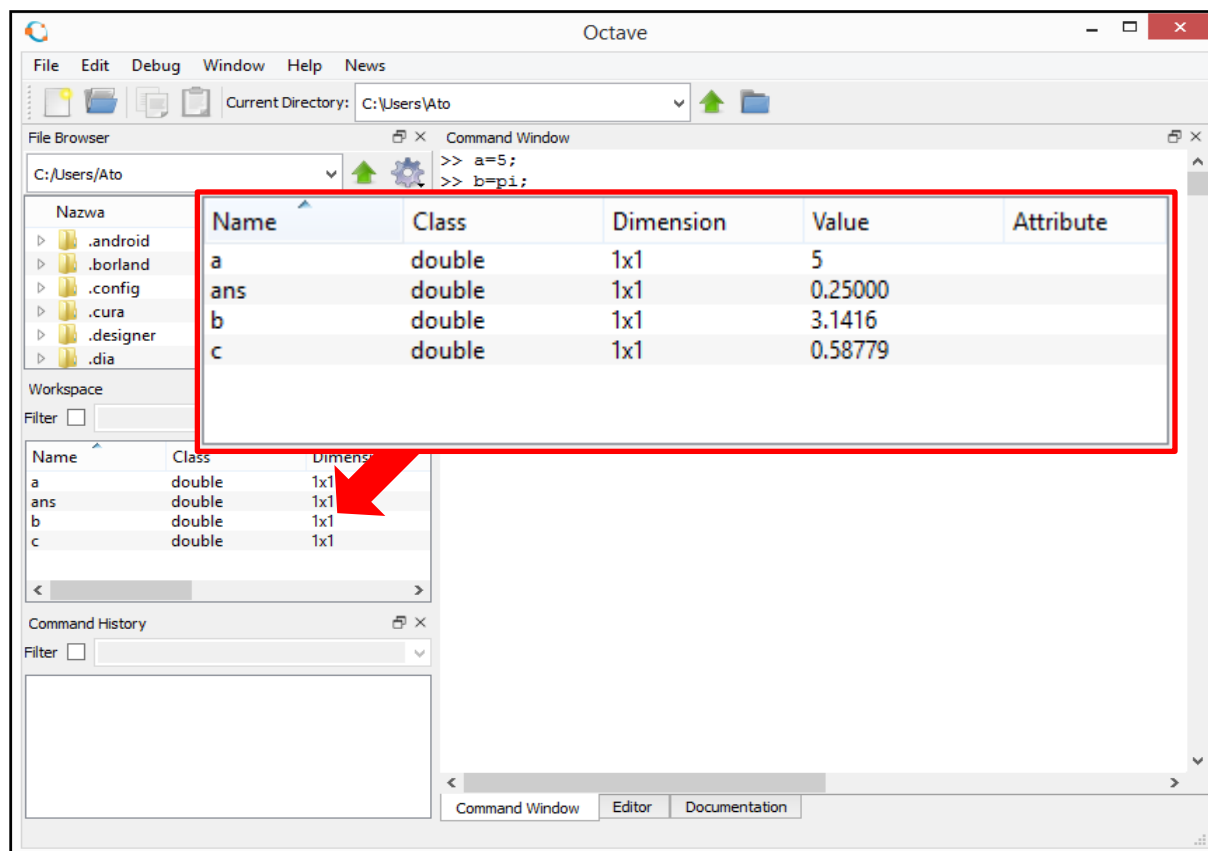 Octave
File Edit Debug Window Help News
Current Directory: C:\Users\Ato
File Browser
C:/Users/Ato
Nazwa
.android
.borland
.config
.cura
.designer
.dia
Workspace
Filter
Name Class
a double 1x1
ans double 1x1
b double 1x1
c double 1x1
Command History
Filter
Command Window
>> a=5;
>> b=pi;
Name Class Dimension Value Attribute
a double 1x1 5
ans double 1x1 0.25000
b double 1x1 3.1416
c double 1x1 0.58779
Command Window Editor Documentation